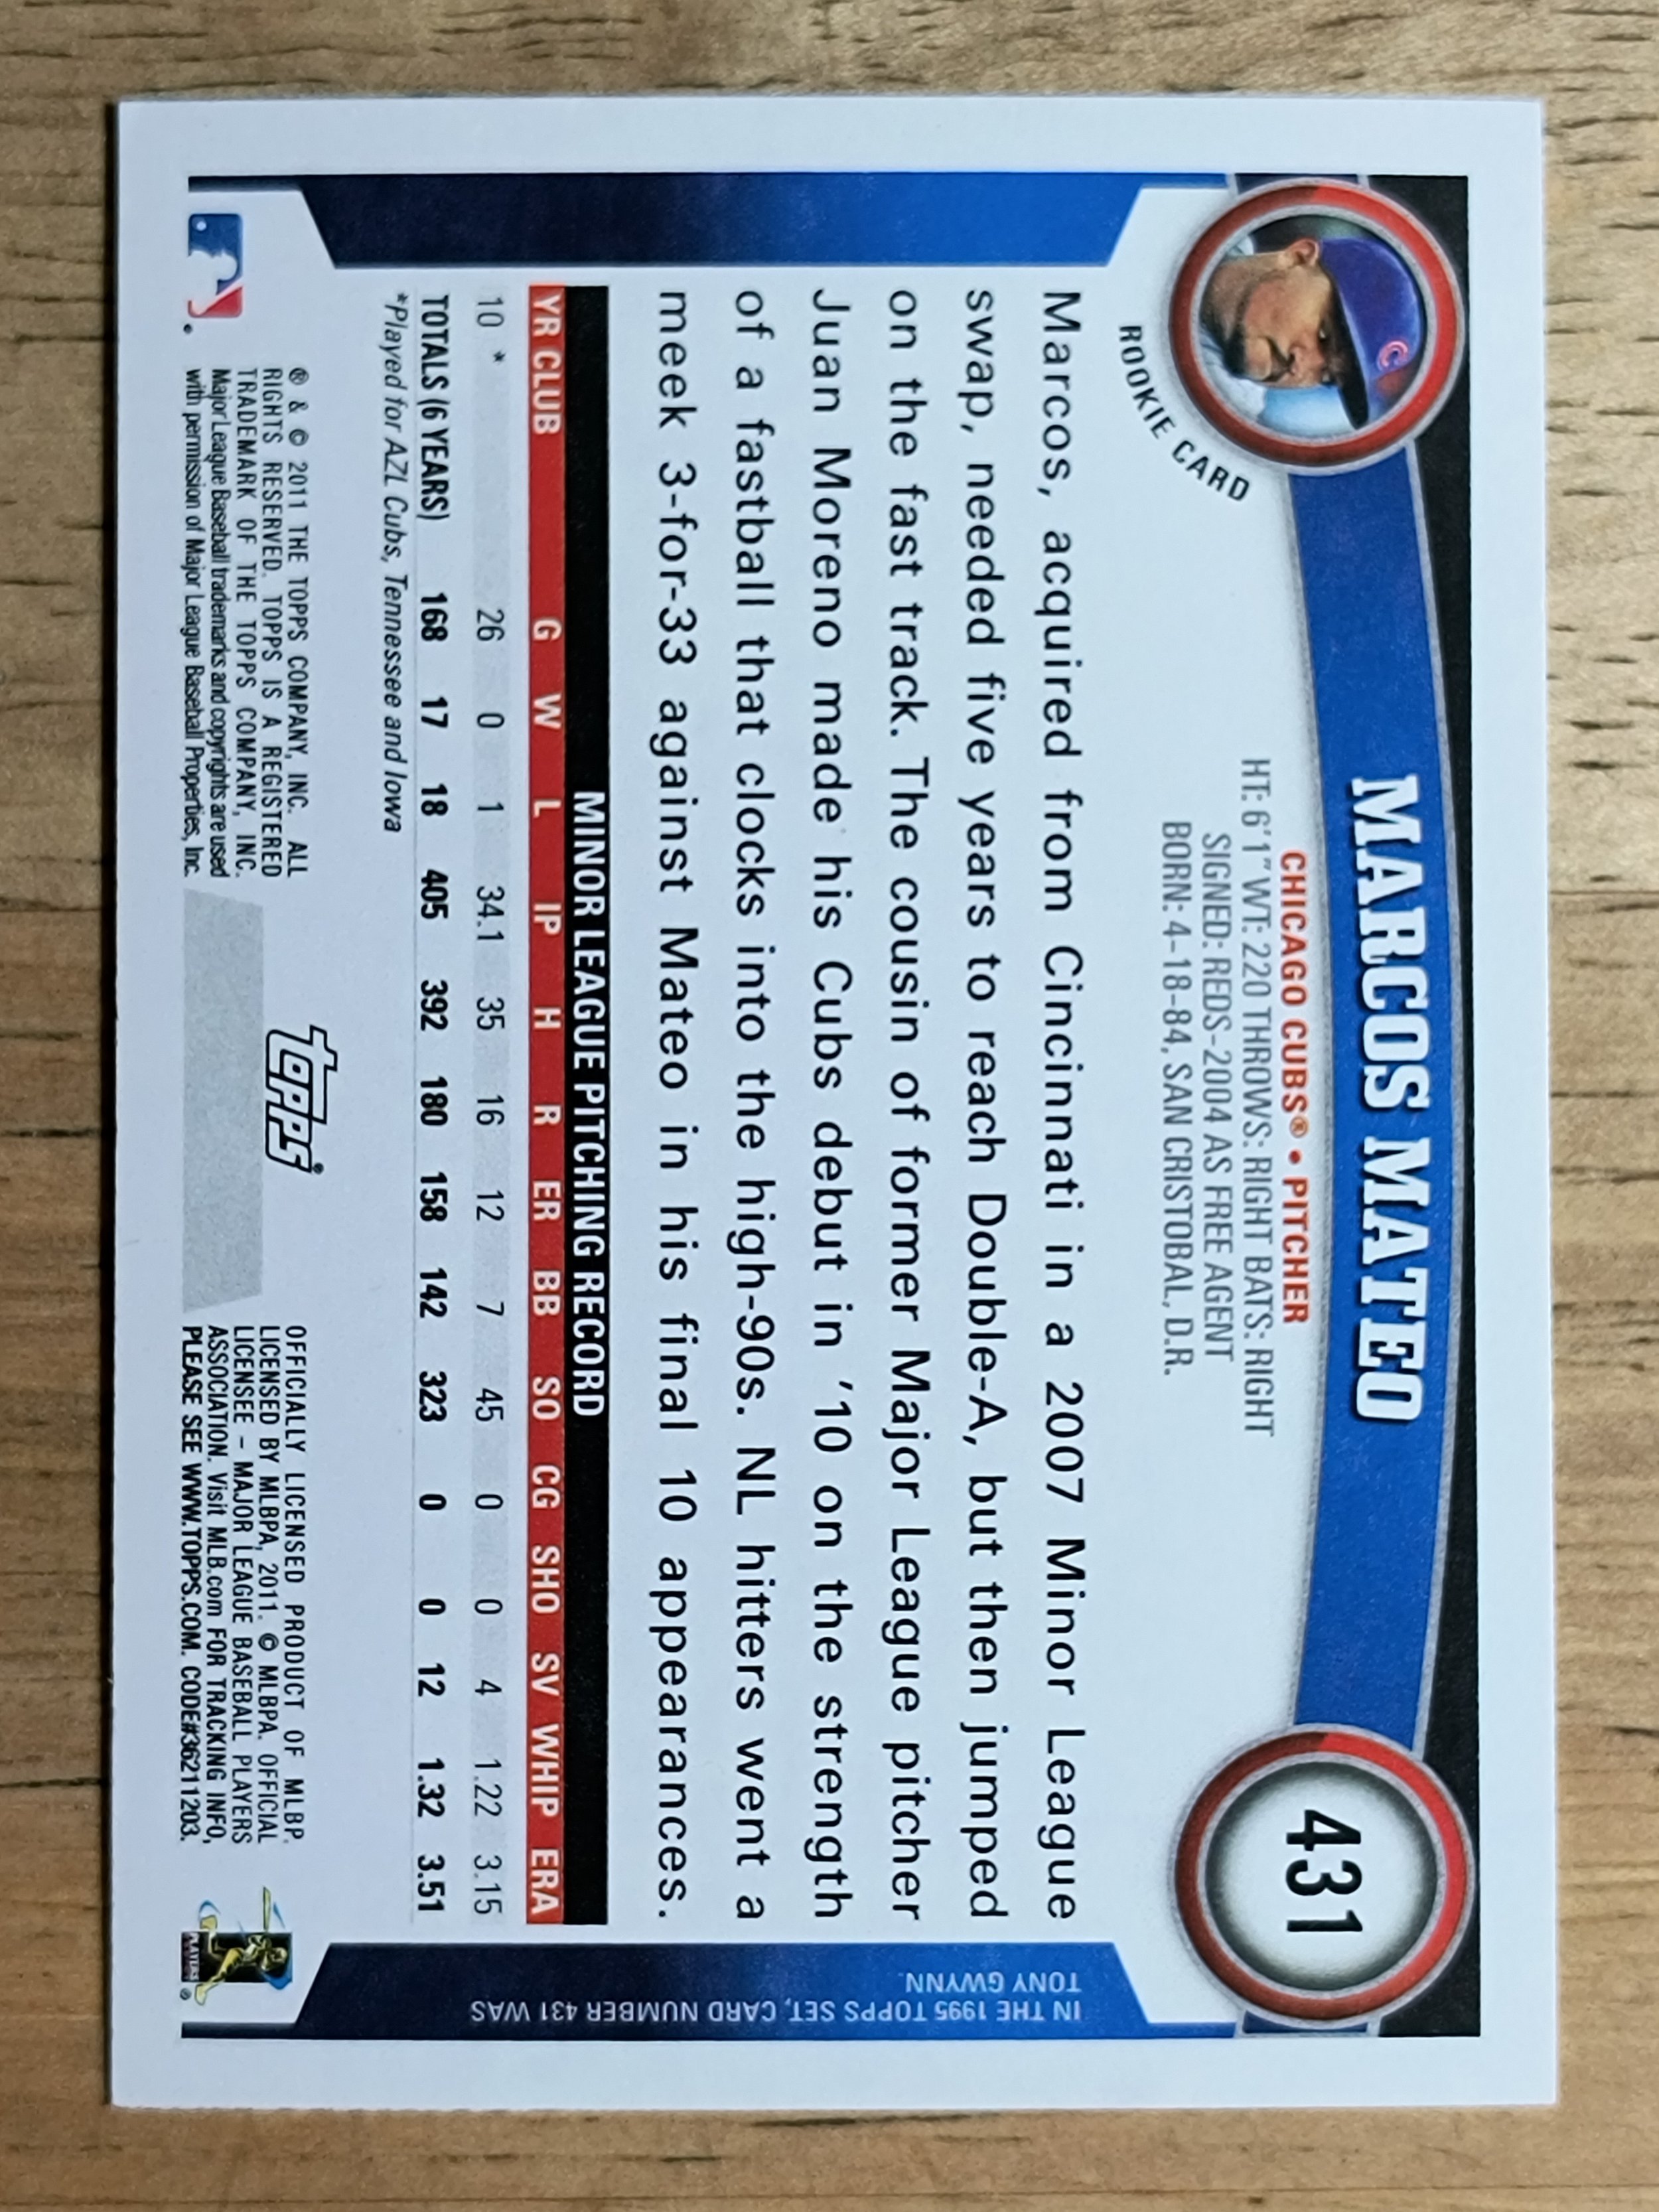 MARCOS MATEO
431
CHICAGO CUBS® • PITCHER
HT: 6'1" WT: 220 THROWS: RIGHT BATS: RIGHT
SIGNED: REDS-2004 AS FREE AGENT
BORN: 4-18-84, SAN CRISTOBAL, D.R.
ROOKIE CARD
Marcos, acquired from Cincinnati in a 2007 Minor League
swap, needed five years to reach Double-A, but then jumped
on the fast track. The cousin of former Major League pitcher
Juan Moreno made his Cubs debut in '10 on the strength
of a fastball that clocks into the high-90s. NL hitters went a
meek 3-for-33 against Mateo in his final 10 appearances.
MINOR LEAGUE PITCHING RECORD
YR CLUB G W L IP H R ER BB SO CG SHO SV WHIP ERA
10 * 26 0 1 34.1 35 16 12 7 45 0 0 4 1.22 3.15
TOTALS (6 YEARS) 168 17 18 405 392 180 158 142 323 0 0 12 1.32 3.51
*Played for AZL Cubs, Tennessee and Iowa
IN THE 1995 TOPPS SET, CARD NUMBER 431 WAS
TONY GWYNN.
® & © 2011 THE TOPPS COMPANY, INC. ALL
RIGHTS RESERVED. TOPPS IS A REGISTERED
TRADEMARK OF THE TOPPS COMPANY, INC.
Major League Baseball trademarks and copyrights are used
with permission of Major League Baseball Properties, Inc.
topps®
OFFICIALLY LICENSED PRODUCT OF MLBP.
LICENSED BY MLBPA, 2011. © MLBPA. OFFICIAL
LICENSEE – MAJOR LEAGUE BASEBALL PLAYERS
ASSOCIATION. Visit MLB.com FOR TRACKING INFO,
PLEASE SEE WWW.TOPPS.COM. CODE#36211203.
PLAYERS